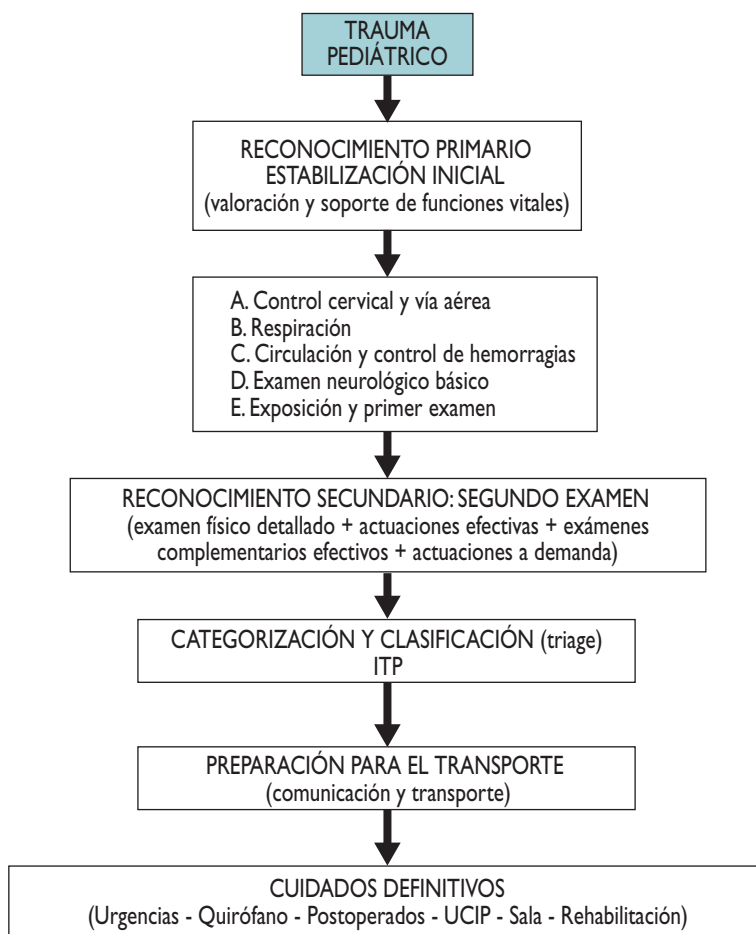 TRAUMA
PEDIÁTRICO
RECONOCIMIENTO PRIMARIO
ESTABILIZACIÓN INICIAL
(valoración y soporte de funciones vitales)
A. Control cervical y vía aérea
B. Respiración
C. Circulación y control de hemorragias
D. Examen neurológico básico
E. Exposición y primer examen
RECONOCIMIENTO SECUNDARIO: SEGUNDO EXAMEN
(examen físico detallado + actuaciones efectivas + exámenes
complementarios efectivos + actuaciones a demanda)
CATEGORIZACIÓN Y CLASIFICACIÓN (triage)
ITP
PREPARACIÓN PARA EL TRANSPORTE
(comunicación y transporte)
CUIDADOS DEFINITIVOS
(Urgencias - Quirófano - Postoperados - UCIP - Sala - Rehabilitación)